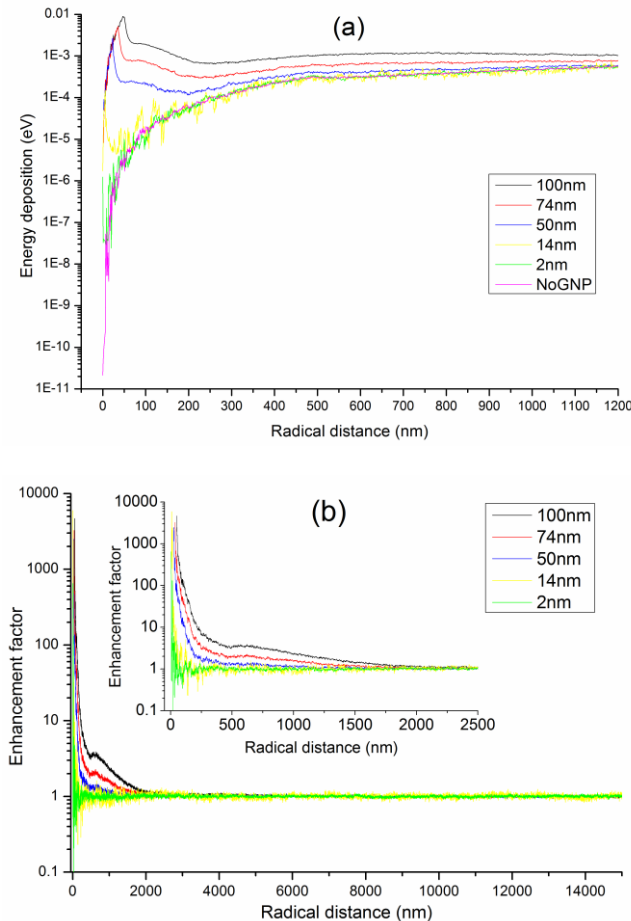 (a)
0.01
1E-3
1E-4
1E-5
1E-6
1E-7
1E-8
1E-9
1E-10
1E-11
Energy deposition (eV)
100nm
74nm
50nm
14nm
2nm
NoGNP
0 100 200 300 400 500 600 700 800 900 1000 1100 1200
Radical distance (nm)
(b)
10000
1000
100
10
1
0.1
Enhancement factor
10000
1000
100
10
1
0.1
Enhancement factor
0 500 1000 1500 2000 2500
Radical distance (nm)
100nm
74nm
50nm
14nm
2nm
0 2000 4000 6000 8000 10000 12000 14000
Radical distance (nm)